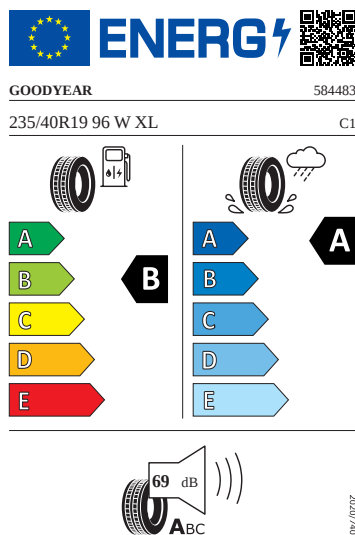 ENERG
GOODYEAR 584483
235/40R19 96 W XL C1
A
B
C
D
E
B
A
B
C
D
E
A
69 dB
ABC
2020/740